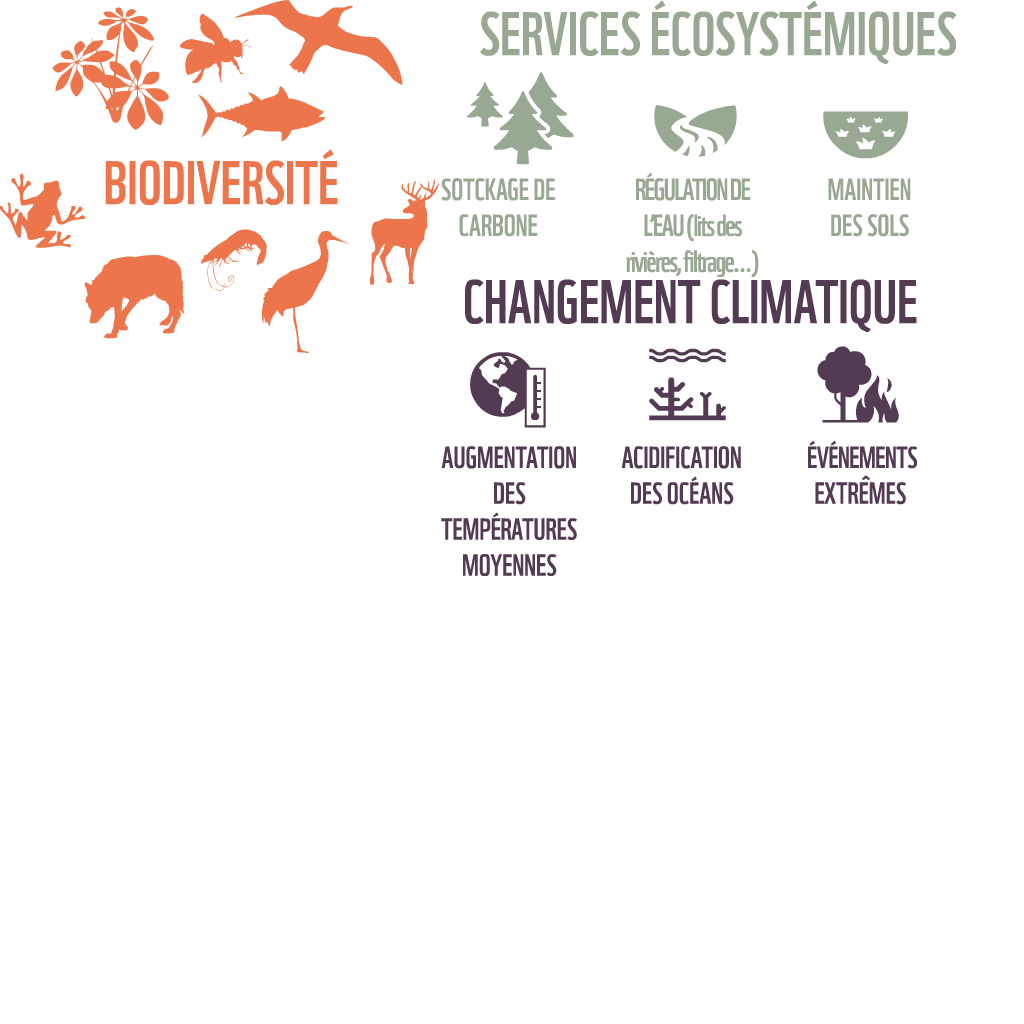 SERVICES ÉCOSYSTÉMIQUES
BIODIVERSITÉ
SOTCKAGE DE
CARBONE
RÉGULATION DE
L'EAU (lits des
rivières, filtrage...)
MAINTIEN
DES SOLS
CHANGEMENT CLIMATIQUE
AUGMENTATION
DES
TEMPÉRATURES
MOYENNES
ACIDIFICATION
DES OCÉANS
ÉVÉNEMENTS
EXTRÊMES